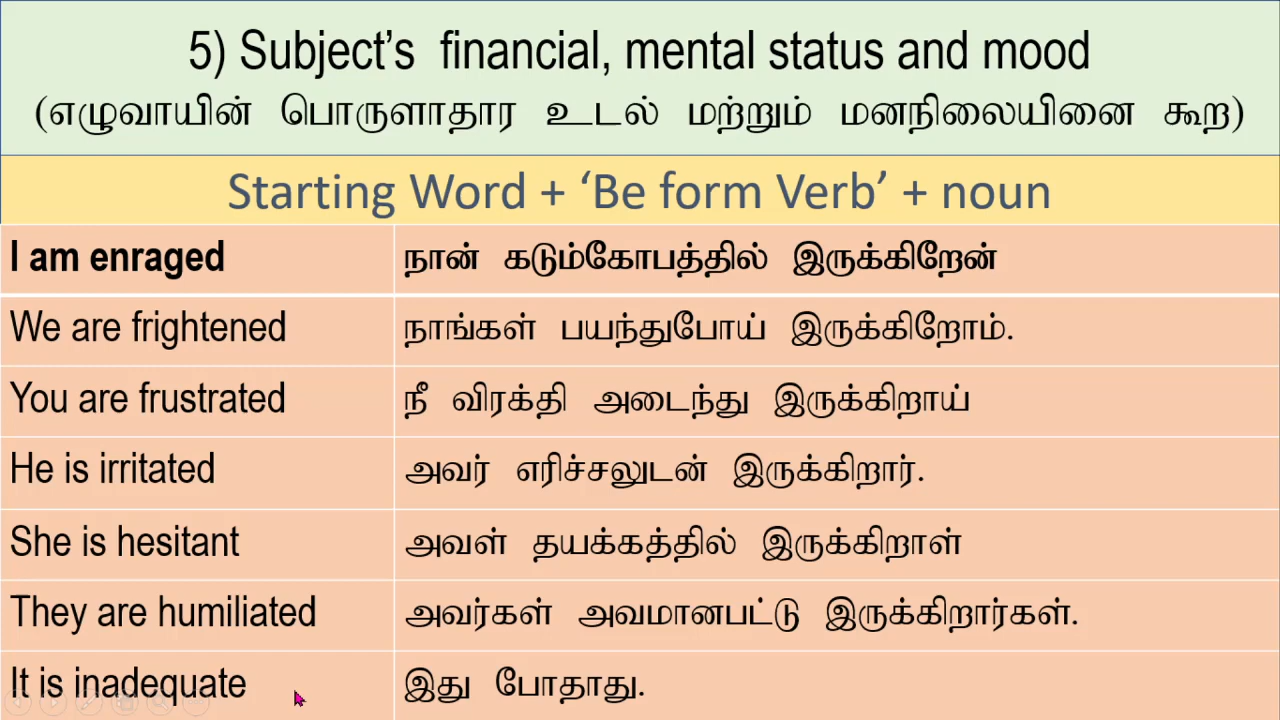 5) Subject’s financial, mental status and mood
(எழுவாயின் பொருளாதார உடல் மற்றும் மனநிலையினை கூற)
Starting Word + ‘Be form Verb’ + noun
I am enraged நான் கடும்கோபத்தில் இருக்கிறேன்
We are frightened நாங்கள் பயந்துபோய் இருக்கிறோம்.
You are frustrated நீ விரக்தி அடைந்து இருக்கிறாய்
He is irritated அவர் எரிச்சலுடன் இருக்கிறார்.
She is hesitant அவள் தயக்கத்தில் இருக்கிறாள்
They are humiliated அவர்கள் அவமானபட்டு இருக்கிறார்கள்.
It is inadequate இது போதாது.